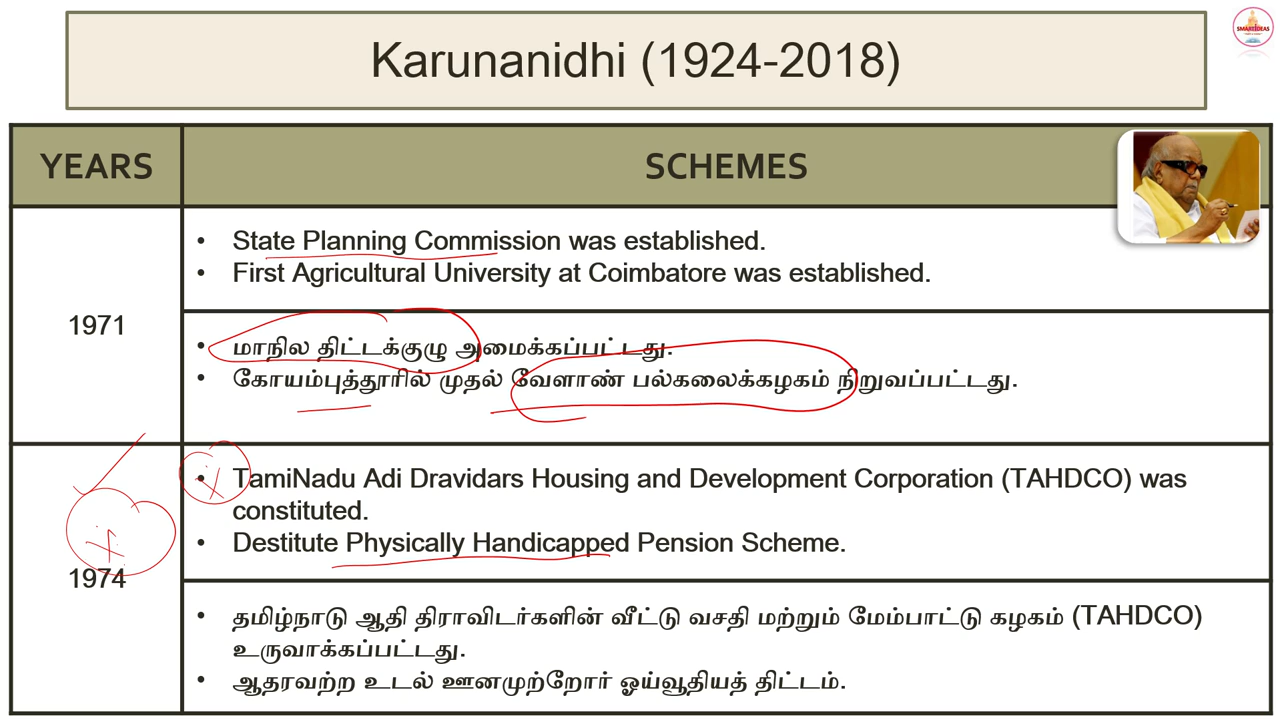 Karunanidhi (1924-2018)
SMARTIDEAS
YEARS
SCHEMES
1971
• State Planning Commission was established.
• First Agricultural University at Coimbatore was established.
• மாநில திட்டக்குழு அமைக்கப்பட்டது.
• கோயம்புத்தூரில் முதல் வேளாண் பல்கலைக்கழகம் நிறுவப்பட்டது.
1974
• TamiNadu Adi Dravidars Housing and Development Corporation (TAHDCO) was
constituted.
• Destitute Physically Handicapped Pension Scheme.
• தமிழ்நாடு ஆதி திராவிடர்களின் வீட்டு வசதி மற்றும் மேம்பாட்டு கழகம் (TAHDCO)
உருவாக்கப்பட்டது.
• ஆதரவற்ற உடல் ஊனமுற்றோர் ஓய்வூதியத் திட்டம்.